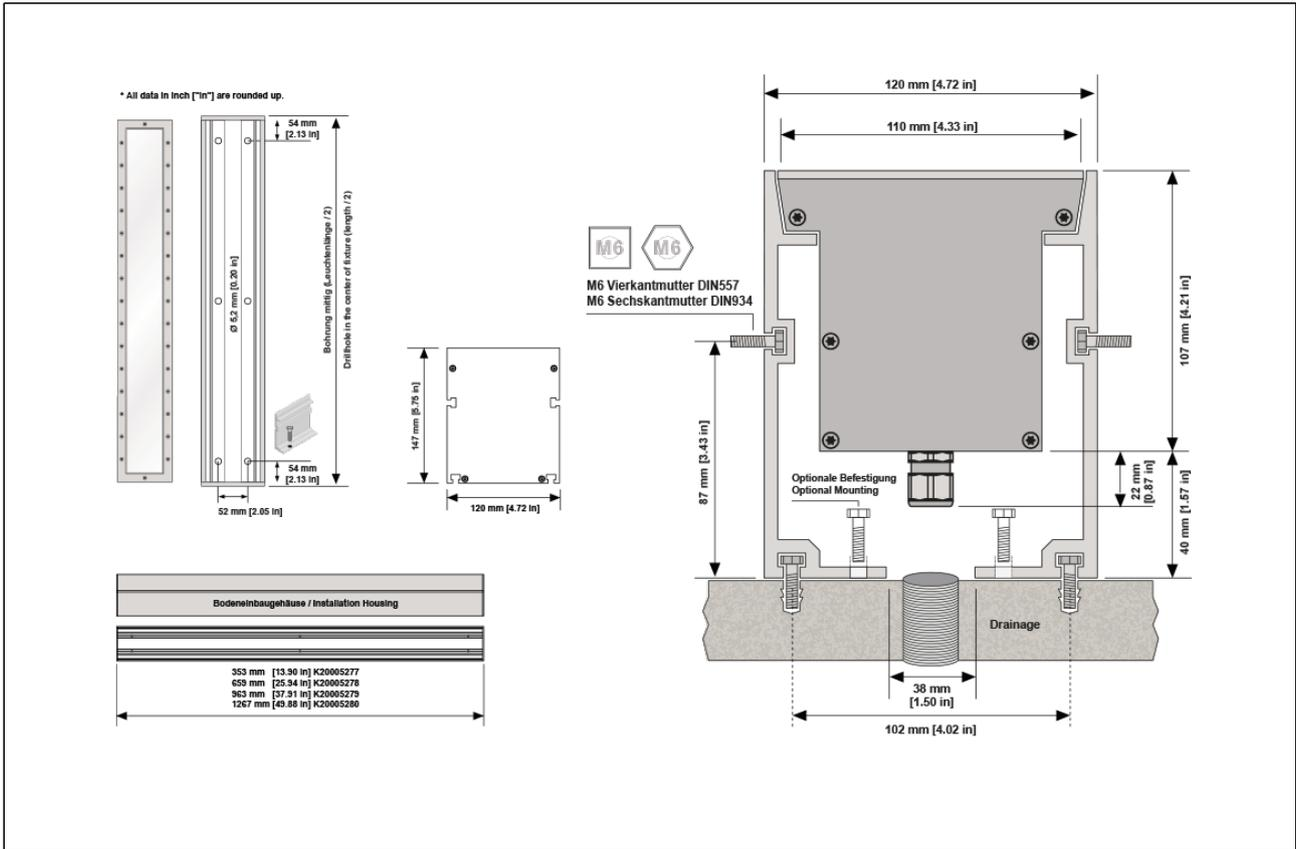 * All data in inch ["in"] are rounded up.
54 mm
[2.13 in]
Ø 5,2 mm [0.20 in]
Bohrung mittig (Leuchtenlänge / 2)
Drillhole in the center of fixture (length / 2)
54 mm
[2.13 in]
52 mm [2.05 in]
147 mm [5.75 in]
120 mm [4.72 in]
Bodeneinbaugehäuse / Installation Housing
353 mm [13.90 in] K20005277
659 mm [25.94 in] K20005278
963 mm [37.91 in] K20005279
1267 mm [49.88 in] K20005280
120 mm [4.72 in]
110 mm [4.33 in]
M6
M6
M6 Vierkantmutter DIN557
M6 Sechskantmutter DIN934
87 mm [3.43 in]
107 mm [4.21 in]
Optionale Befestigung
Optional Mounting
22 mm
[0.87 in]
40 mm [1.57 in]
Drainage
38 mm
[1.50 in]
102 mm [4.02 in]